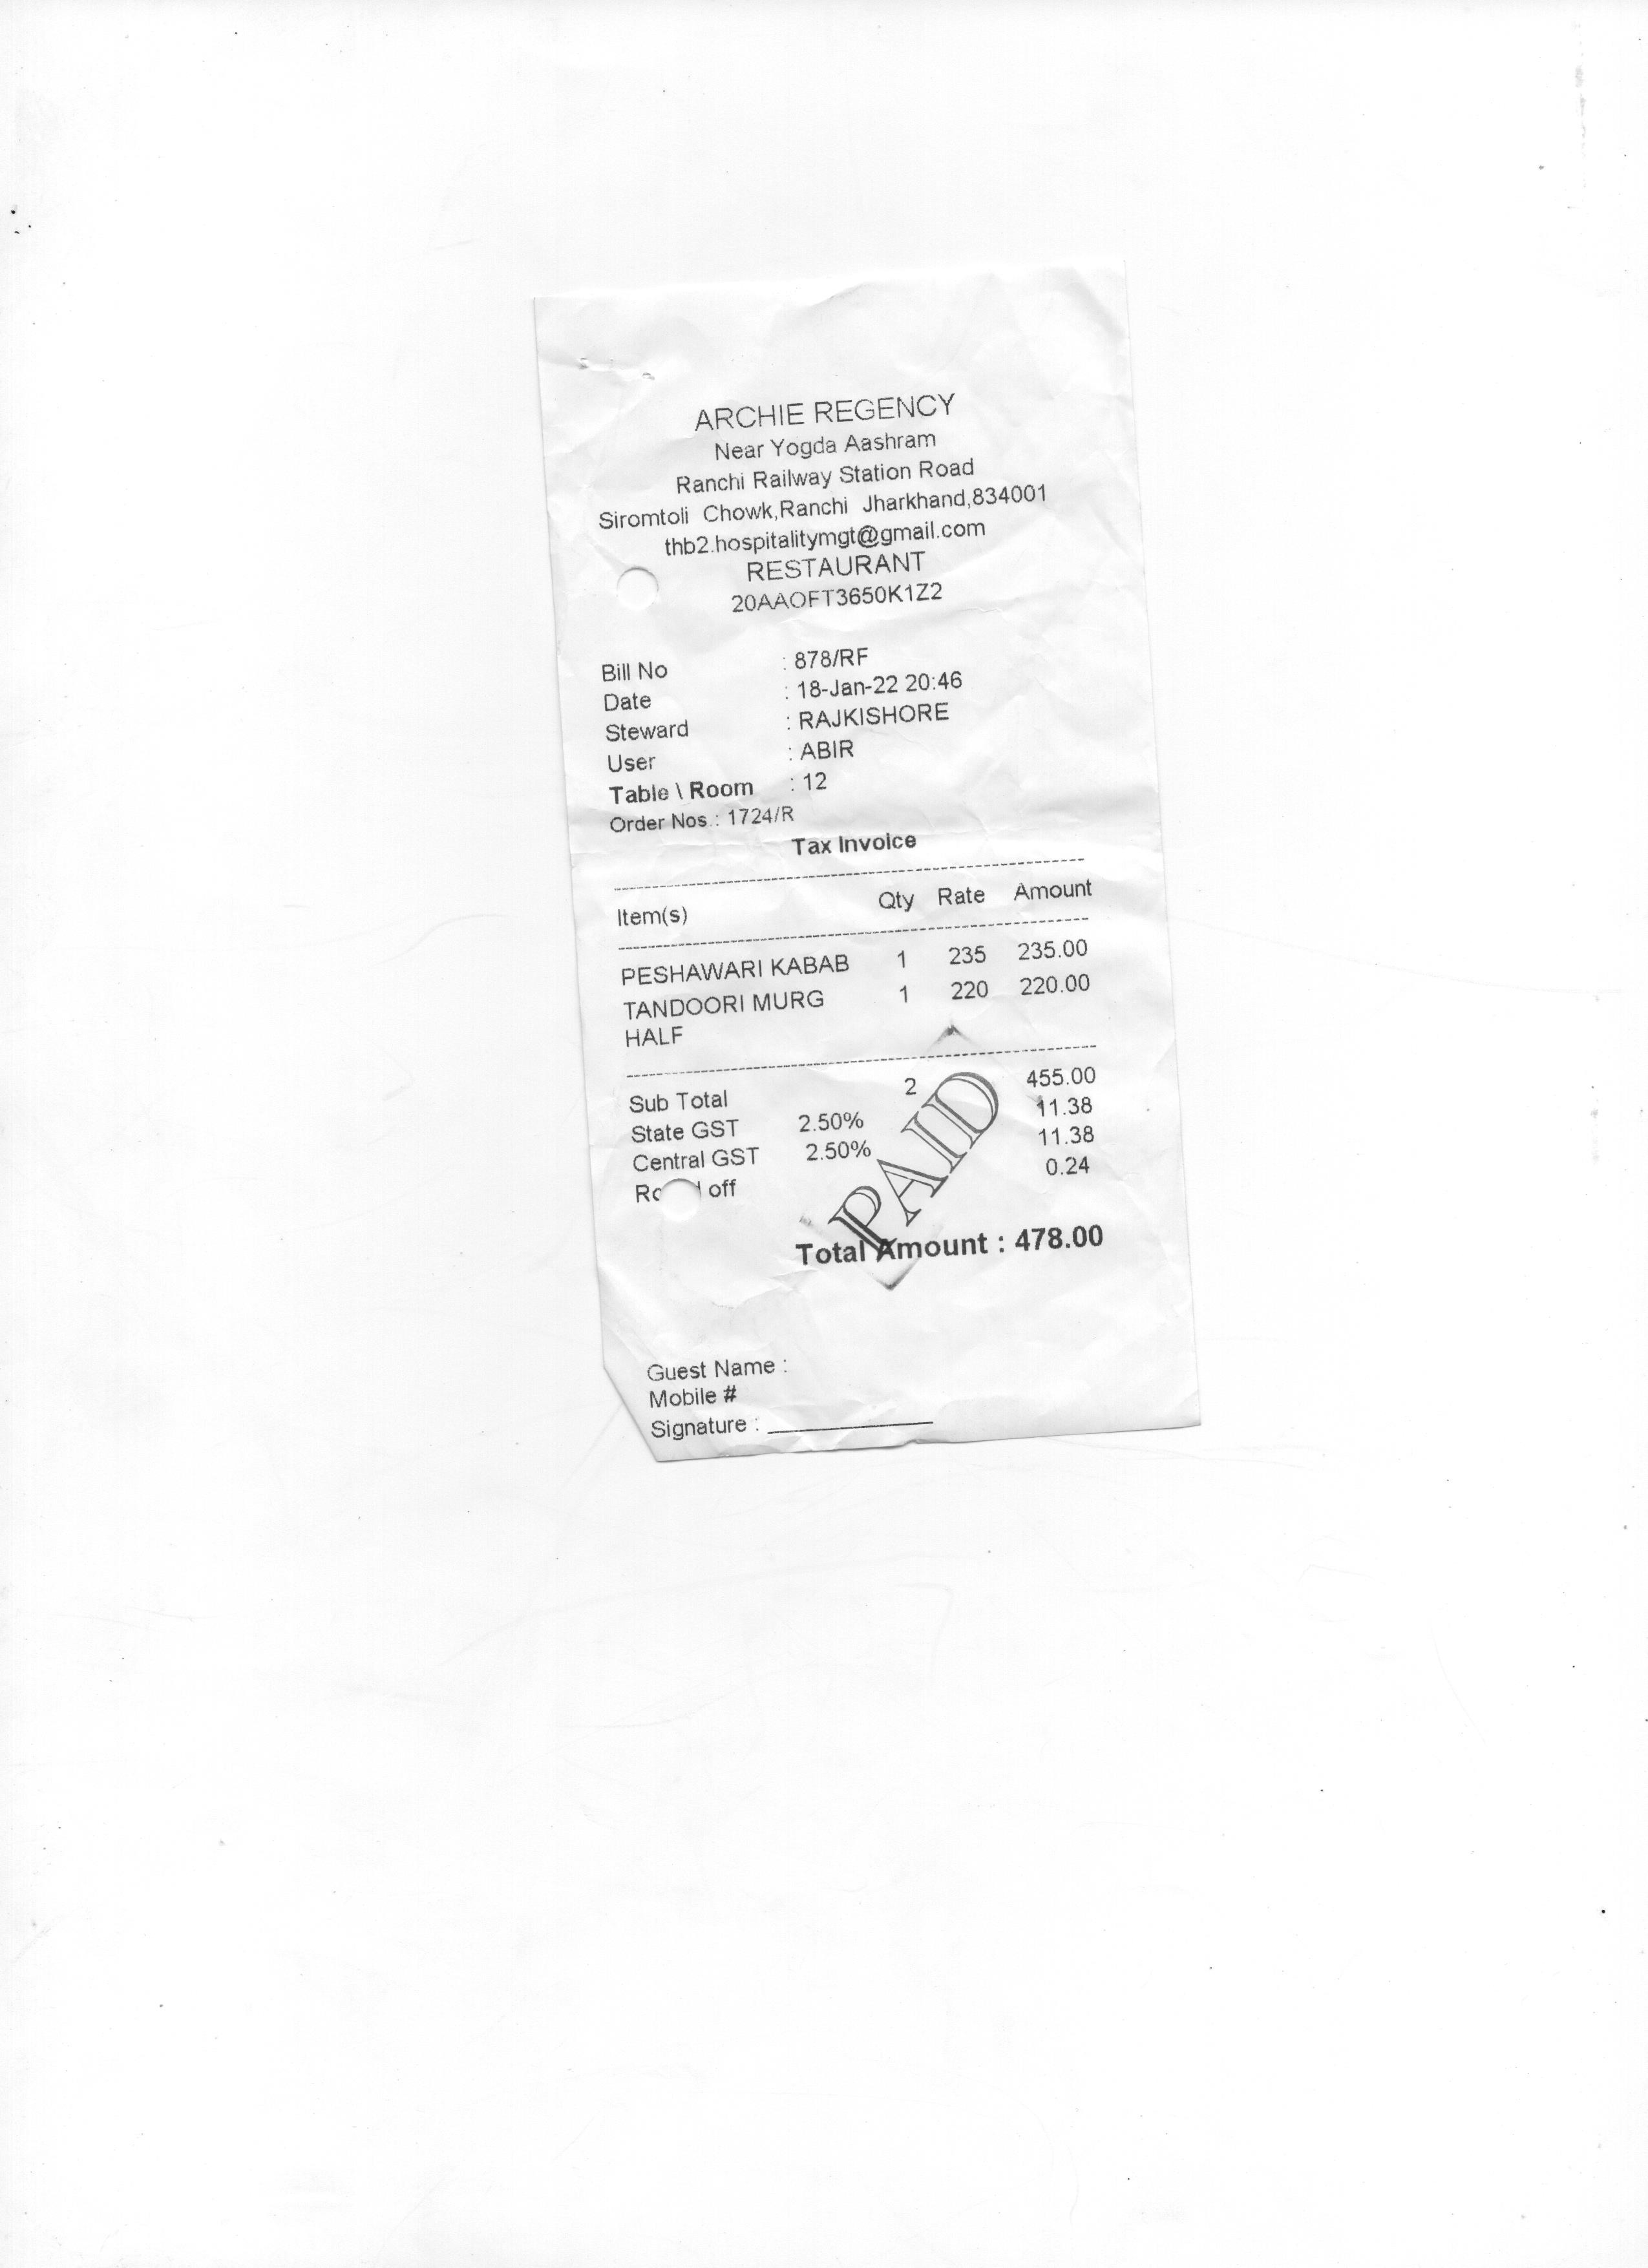 ARCHIE REGENCY
Near Yogda Aashram
Ranchi Railway Station Road
Siromtoli Chowk,Ranchi Jharkhand,834001
thb2.hospitalitymgt@gmail.com
RESTAURANT
20AAOFT3650K1Z2
Bill No : 878/RF
Date : 18-Jan-22 20:46
Steward : RAJKISHORE
User : ABIR
Table \ Room : 12
Order Nos.: 1724/R
Tax Invoice
Item(s) Qty Rate Amount
PESHAWARI KABAB 1 235 235.00
TANDOORI MURG 1 220 220.00
HALF
Sub Total 2 455.00
State GST 2.50% 11.38
Central GST 2.50% 11.38
off 0.24
PAID
Total Amount : 478.00
Guest Name :
Mobile #
Signature :